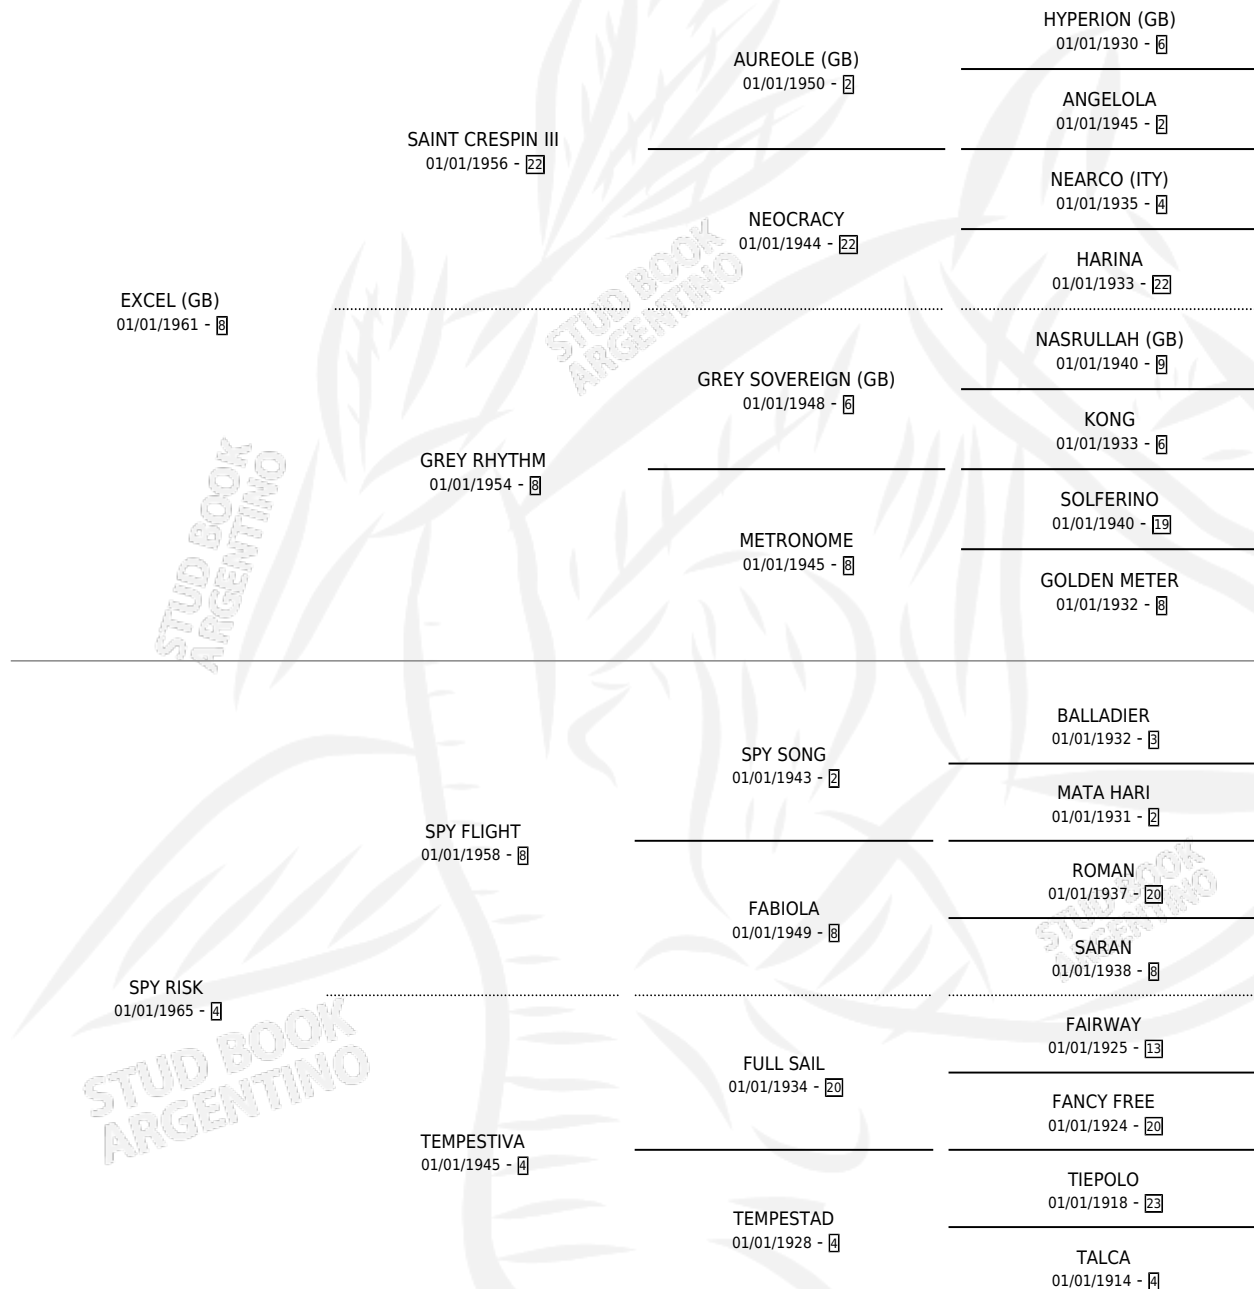 HYPERION (GB)
01/01/1930 - 6
AUREOLE (GB)
01/01/1950 - 2
ANGELOLA
01/01/1945 - 2
SAINT CRESPIN III
01/01/1956 - 22
NEARCO (ITY)
01/01/1935 - 4
NEOCRACY
01/01/1944 - 22
HARINA
01/01/1933 - 22
EXCEL (GB)
01/01/1961 - 8
NASRULLAH (GB)
01/01/1940 - 9
GREY SOVEREIGN (GB)
01/01/1948 - 6
KONG
01/01/1933 - 6
GREY RHYTHM
01/01/1954 - 8
SOLFERINO
01/01/1940 - 19
METRONOME
01/01/1945 - 8
GOLDEN METER
01/01/1932 - 8
BALLADIER
01/01/1932 - 3
SPY SONG
01/01/1943 - 2
MATA HARI
01/01/1931 - 2
SPY FLIGHT
01/01/1958 - 8
ROMAN
01/01/1937 - 20
FABIOLA
01/01/1949 - 8
SARAN
01/01/1938 - 8
SPY RISK
01/01/1965 - 4
FAIRWAY
01/01/1925 - 13
FULL SAIL
01/01/1934 - 20
FANCY FREE
01/01/1924 - 20
TEMPESTIVA
01/01/1945 - 4
TIEPOLO
01/01/1918 - 23
TEMPESTAD
01/01/1928 - 4
TALCA
01/01/1914 - 4
STUD BOOK
ARGENTINO
STUD BOOK
ARGENTINO
STUD BOOK
ARGENTINO
STUD BOOK
ARGENTINO